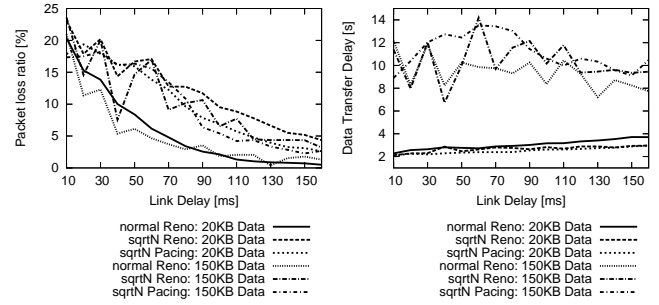 Packet loss ratio [%]
25
20
15
10
5
0
10 30 50 70 90 110 130 150
Link Delay [ms]
normal Reno: 20KB Data
sqrtN Reno: 20KB Data
sqrtN Pacing: 20KB Data
normal Reno: 150KB Data
sqrtN Reno: 150KB Data
sqrtN Pacing: 150KB Data
Data Transfer Delay [s]
14
12
10
8
6
4
2
10 30 50 70 90 110 130 150
Link Delay [ms]
normal Reno: 20KB Data
sqrtN Reno: 20KB Data
sqrtN Pacing: 20KB Data
normal Reno: 150KB Data
sqrtN Reno: 150KB Data
sqrtN Pacing: 150KB Data